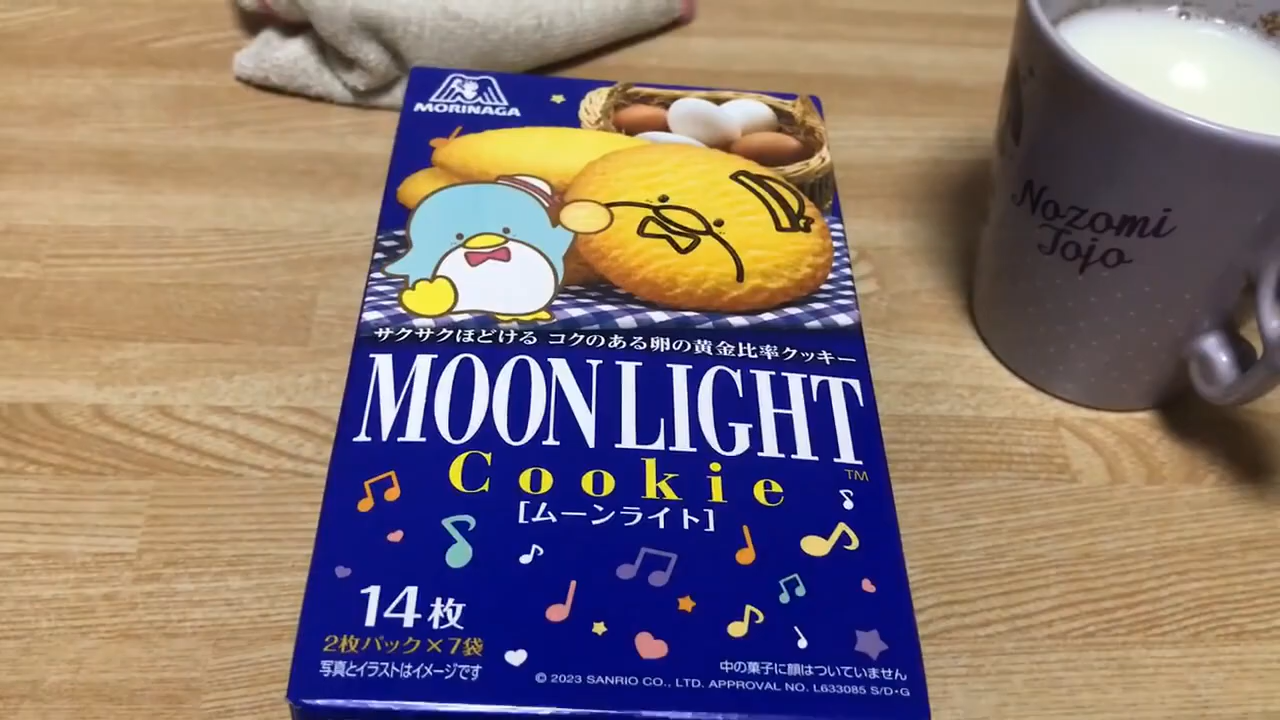 MORINAGA
Nozomi
Tojo
サクサクほどける コクのある卵の黄金比率クッキー
MOONLIGHT
Cookie
TM
[ムーンライト]
14枚
2枚パック×7袋
写真とイラストはイメージです
中の菓子に顔はついていません
© 2023 SANRIO CO., LTD. APPROVAL NO. L633085 S/D・G